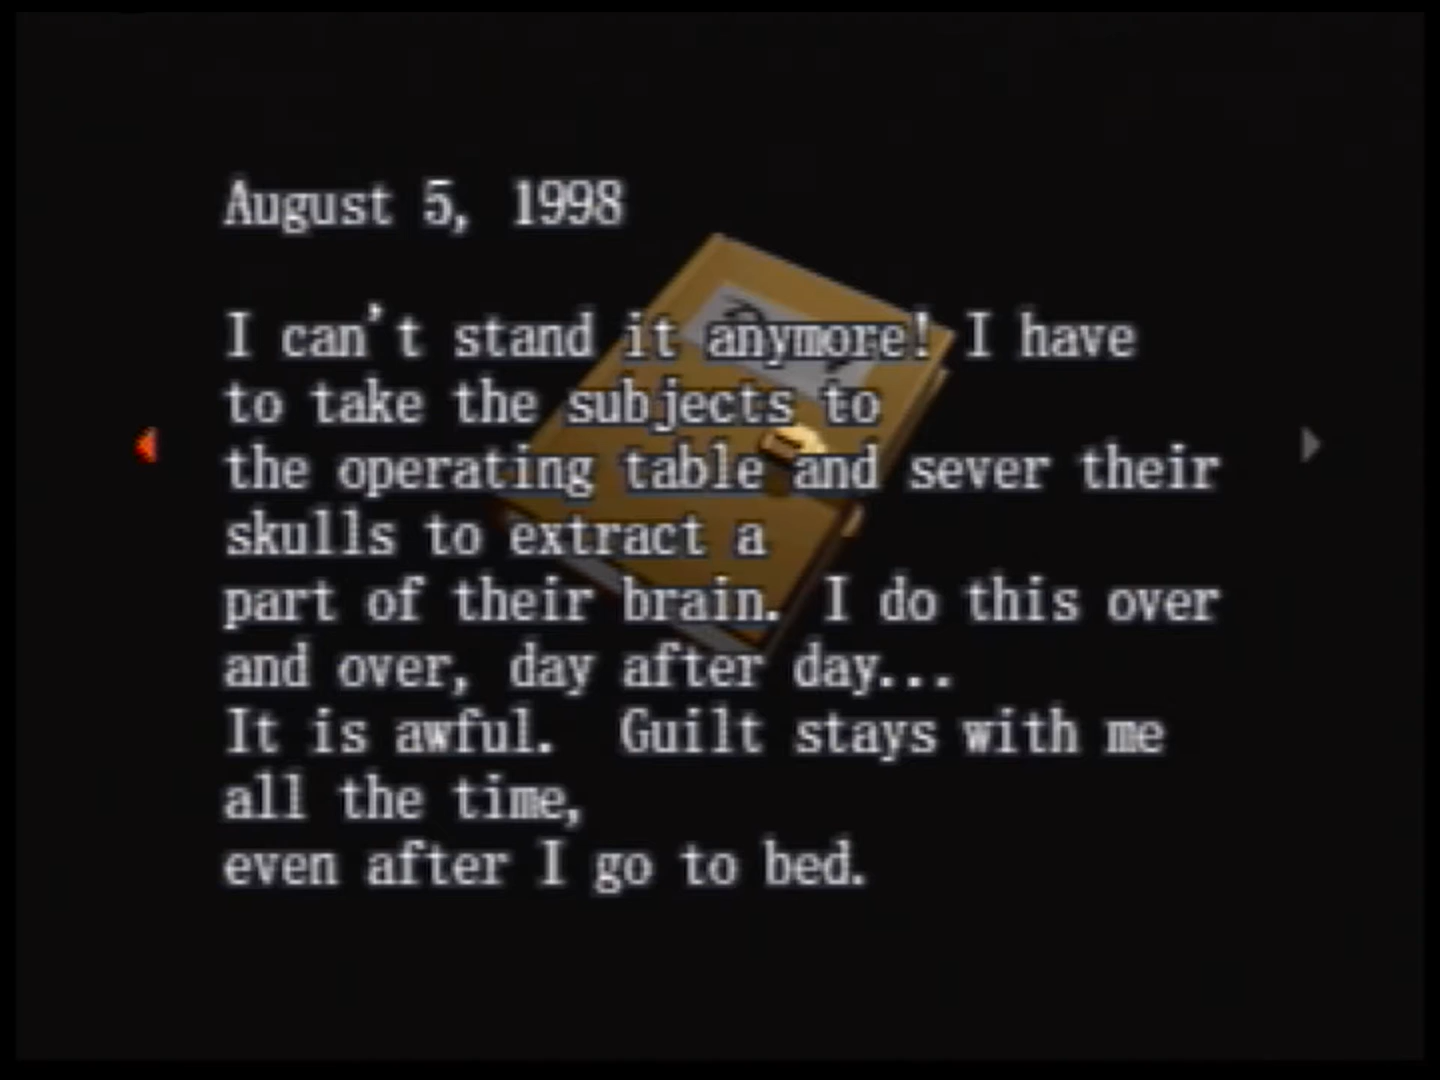 August 5, 1998
I can't stand it anymore! I have
to take the subjects to
the operating table and sever their
skulls to extract a
part of their brain. I do this over
and over, day after day...
It is awful.  Guilt stays with me
all the time,
even after I go to bed.